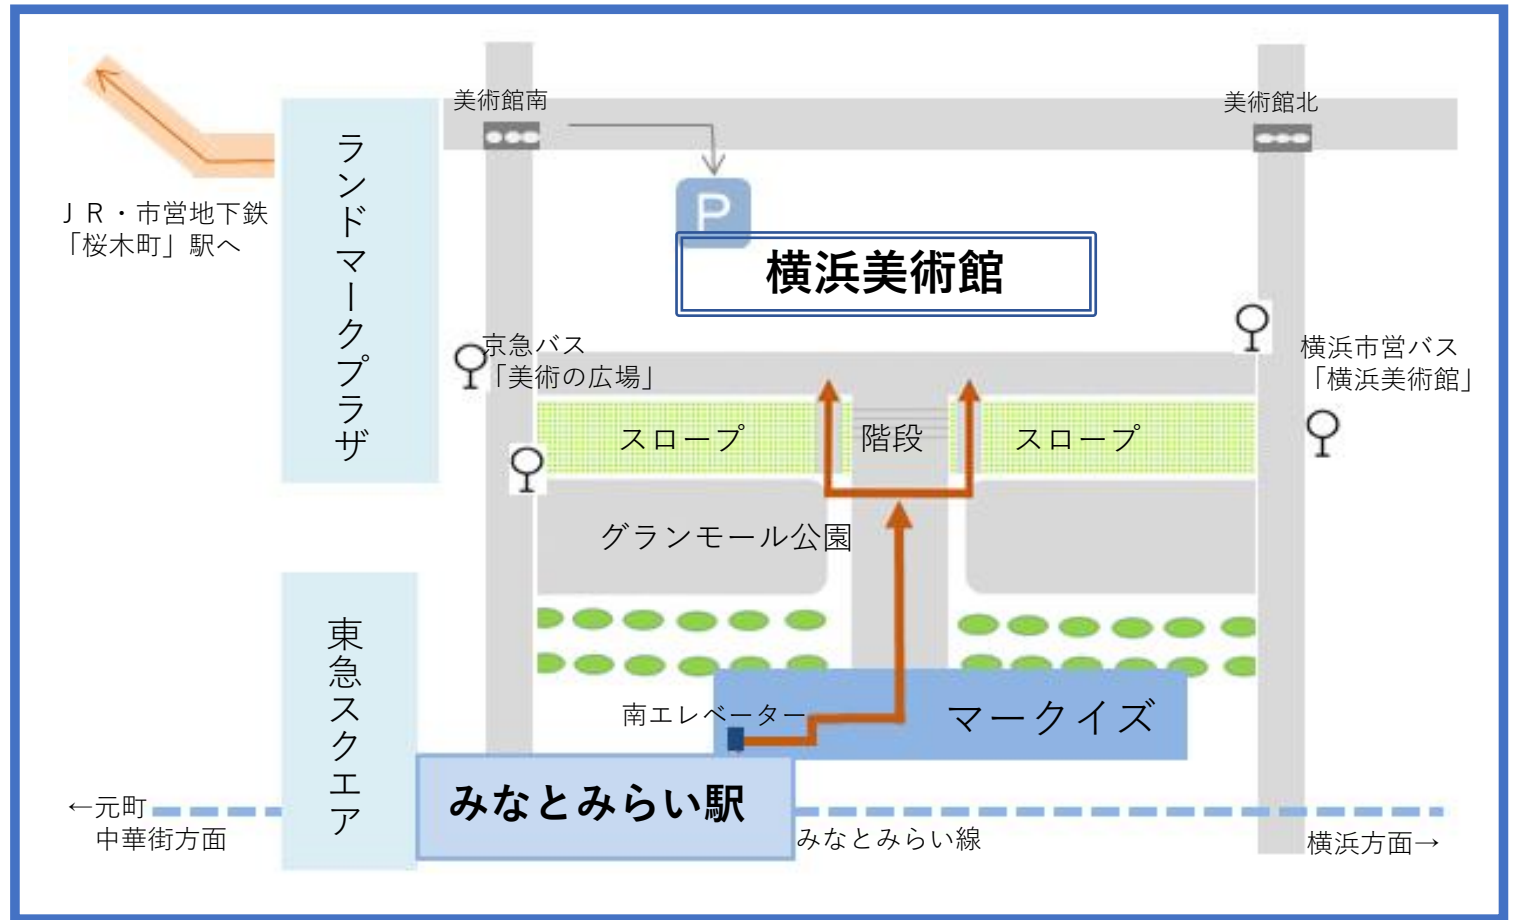 美術館南
美術館北
P
ＪＲ・市営地下鉄
「桜木町」駅へ
ランドマークプラザ
横浜美術館
京急バス
「美術の広場」
横浜市営バス
「横浜美術館」
スロープ
階段
スロープ
グランモール公園
東急スクエア
南エレベーター
マークイズ
みなとみらい駅
←元町
中華街方面
みなとみらい線
横浜方面→